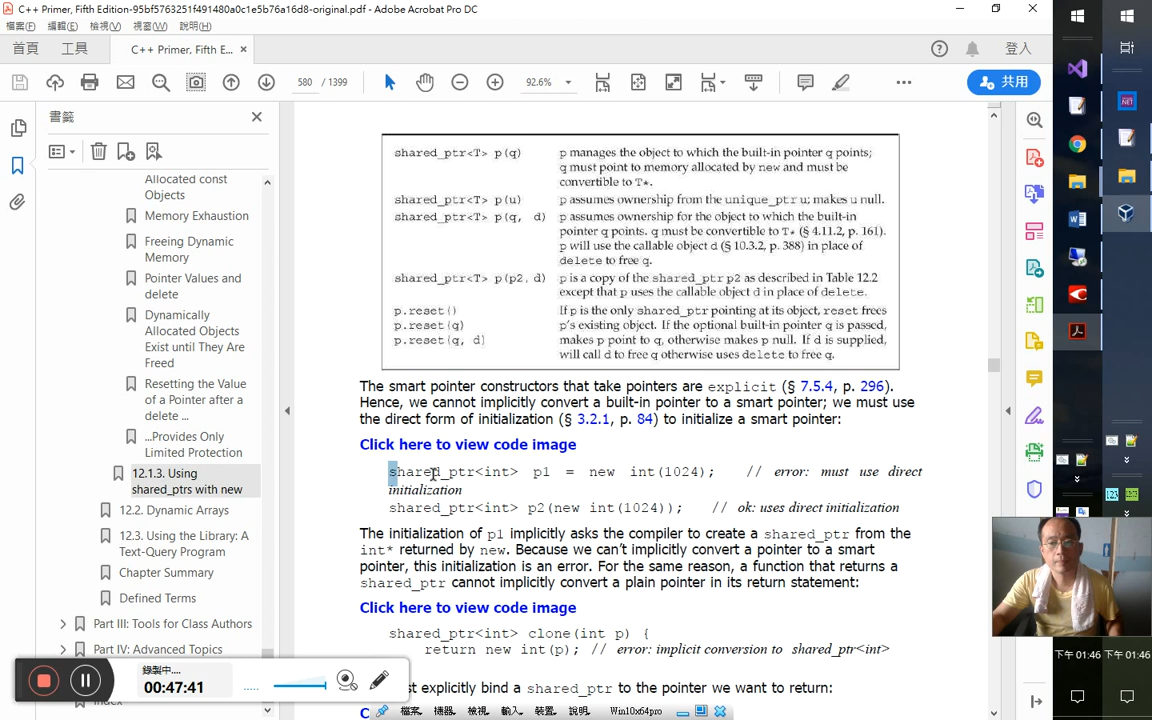 C++ Primer, Fifth Edition-95bf5763251f491480a0c1e5b76a16d8-original.pdf - Adobe Acrobat Pro DC
檔案(F) 編輯(E) 檢視(V) 視窗(W) 說明(H)
首頁 工具 C++ Primer, Fifth E... × 登入
580 / 1399 92.6% 共用
書籤
Allocated const
Objects
Memory Exhaustion
Freeing Dynamic
Memory
Pointer Values and
delete
Dynamically
Allocated Objects
Exist until They Are
Freed
Resetting the Value
of a Pointer after a
delete ...
...Provides Only
Limited Protection
12.1.3. Using
shared_ptrs with new
12.2. Dynamic Arrays
12.3. Using the Library: A
Text-Query Program
Chapter Summary
Defined Terms
Part III: Tools for Class Authors
Part IV: Advanced Topics
Index
shared_ptr<T> p(q) p manages the object to which the built-in pointer q points;
q must point to memory allocated by new and must be
convertible to T*.
shared_ptr<T> p(u) p assumes ownership from the unique_ptr u; makes u null.
shared_ptr<T> p(q, d) p assumes ownership for the object to which the built-in
pointer q points. q must be convertible to T* (§ 4.11.2, p. 161).
p will use the callable object d (§ 10.3.2, p. 388) in place of
delete to free q.
shared_ptr<T> p(p2, d) p is a copy of the shared_ptr p2 as described in Table 12.2
except that p uses the callable object d in place of delete.
p.reset() If p is the only shared_ptr pointing at its object, reset frees
p.reset(q) p's existing object. If the optional built-in pointer q is passed,
p.reset(q, d) makes p point to q, otherwise makes p null. If d is supplied,
will call d to free q otherwise uses delete to free q.
The smart pointer constructors that take pointers are explicit (§ 7.5.4, p. 296).
Hence, we cannot implicitly convert a built-in pointer to a smart pointer; we must use
the direct form of initialization (§ 3.2.1, p. 84) to initialize a smart pointer:
Click here to view code image
shared_ptr<int> p1 = new int(1024); // error: must use direct
initialization
shared_ptr<int> p2(new int(1024)); // ok: uses direct initialization
The initialization of p1 implicitly asks the compiler to create a shared_ptr from the
int* returned by new. Because we can't implicitly convert a pointer to a smart
pointer, this initialization is an error. For the same reason, a function that returns a
shared_ptr cannot implicitly convert a plain pointer in its return statement:
Click here to view code image
shared_ptr<int> clone(int p) {
return new int(p); // error: implicit conversion to shared_ptr<int>
st explicitly bind a shared_ptr to the pointer we want to return:
錄製中....
00:47:41
檔案 機器 檢視 輸入 裝置 說明 Win10x64pro
下午 01:46 下午 01:46